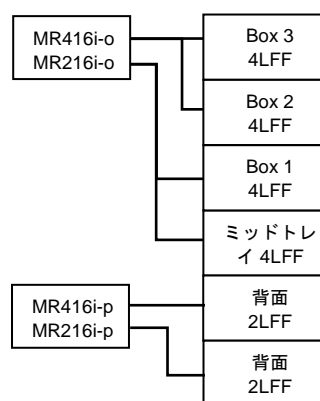 MR416i-o
MR216i-o
Box 3
4LFF
Box 2
4LFF
Box 1
4LFF
ミッドトレ
イ 4LFF
MR416i-p
MR216i-p
背面
2LFF
背面
2LFF